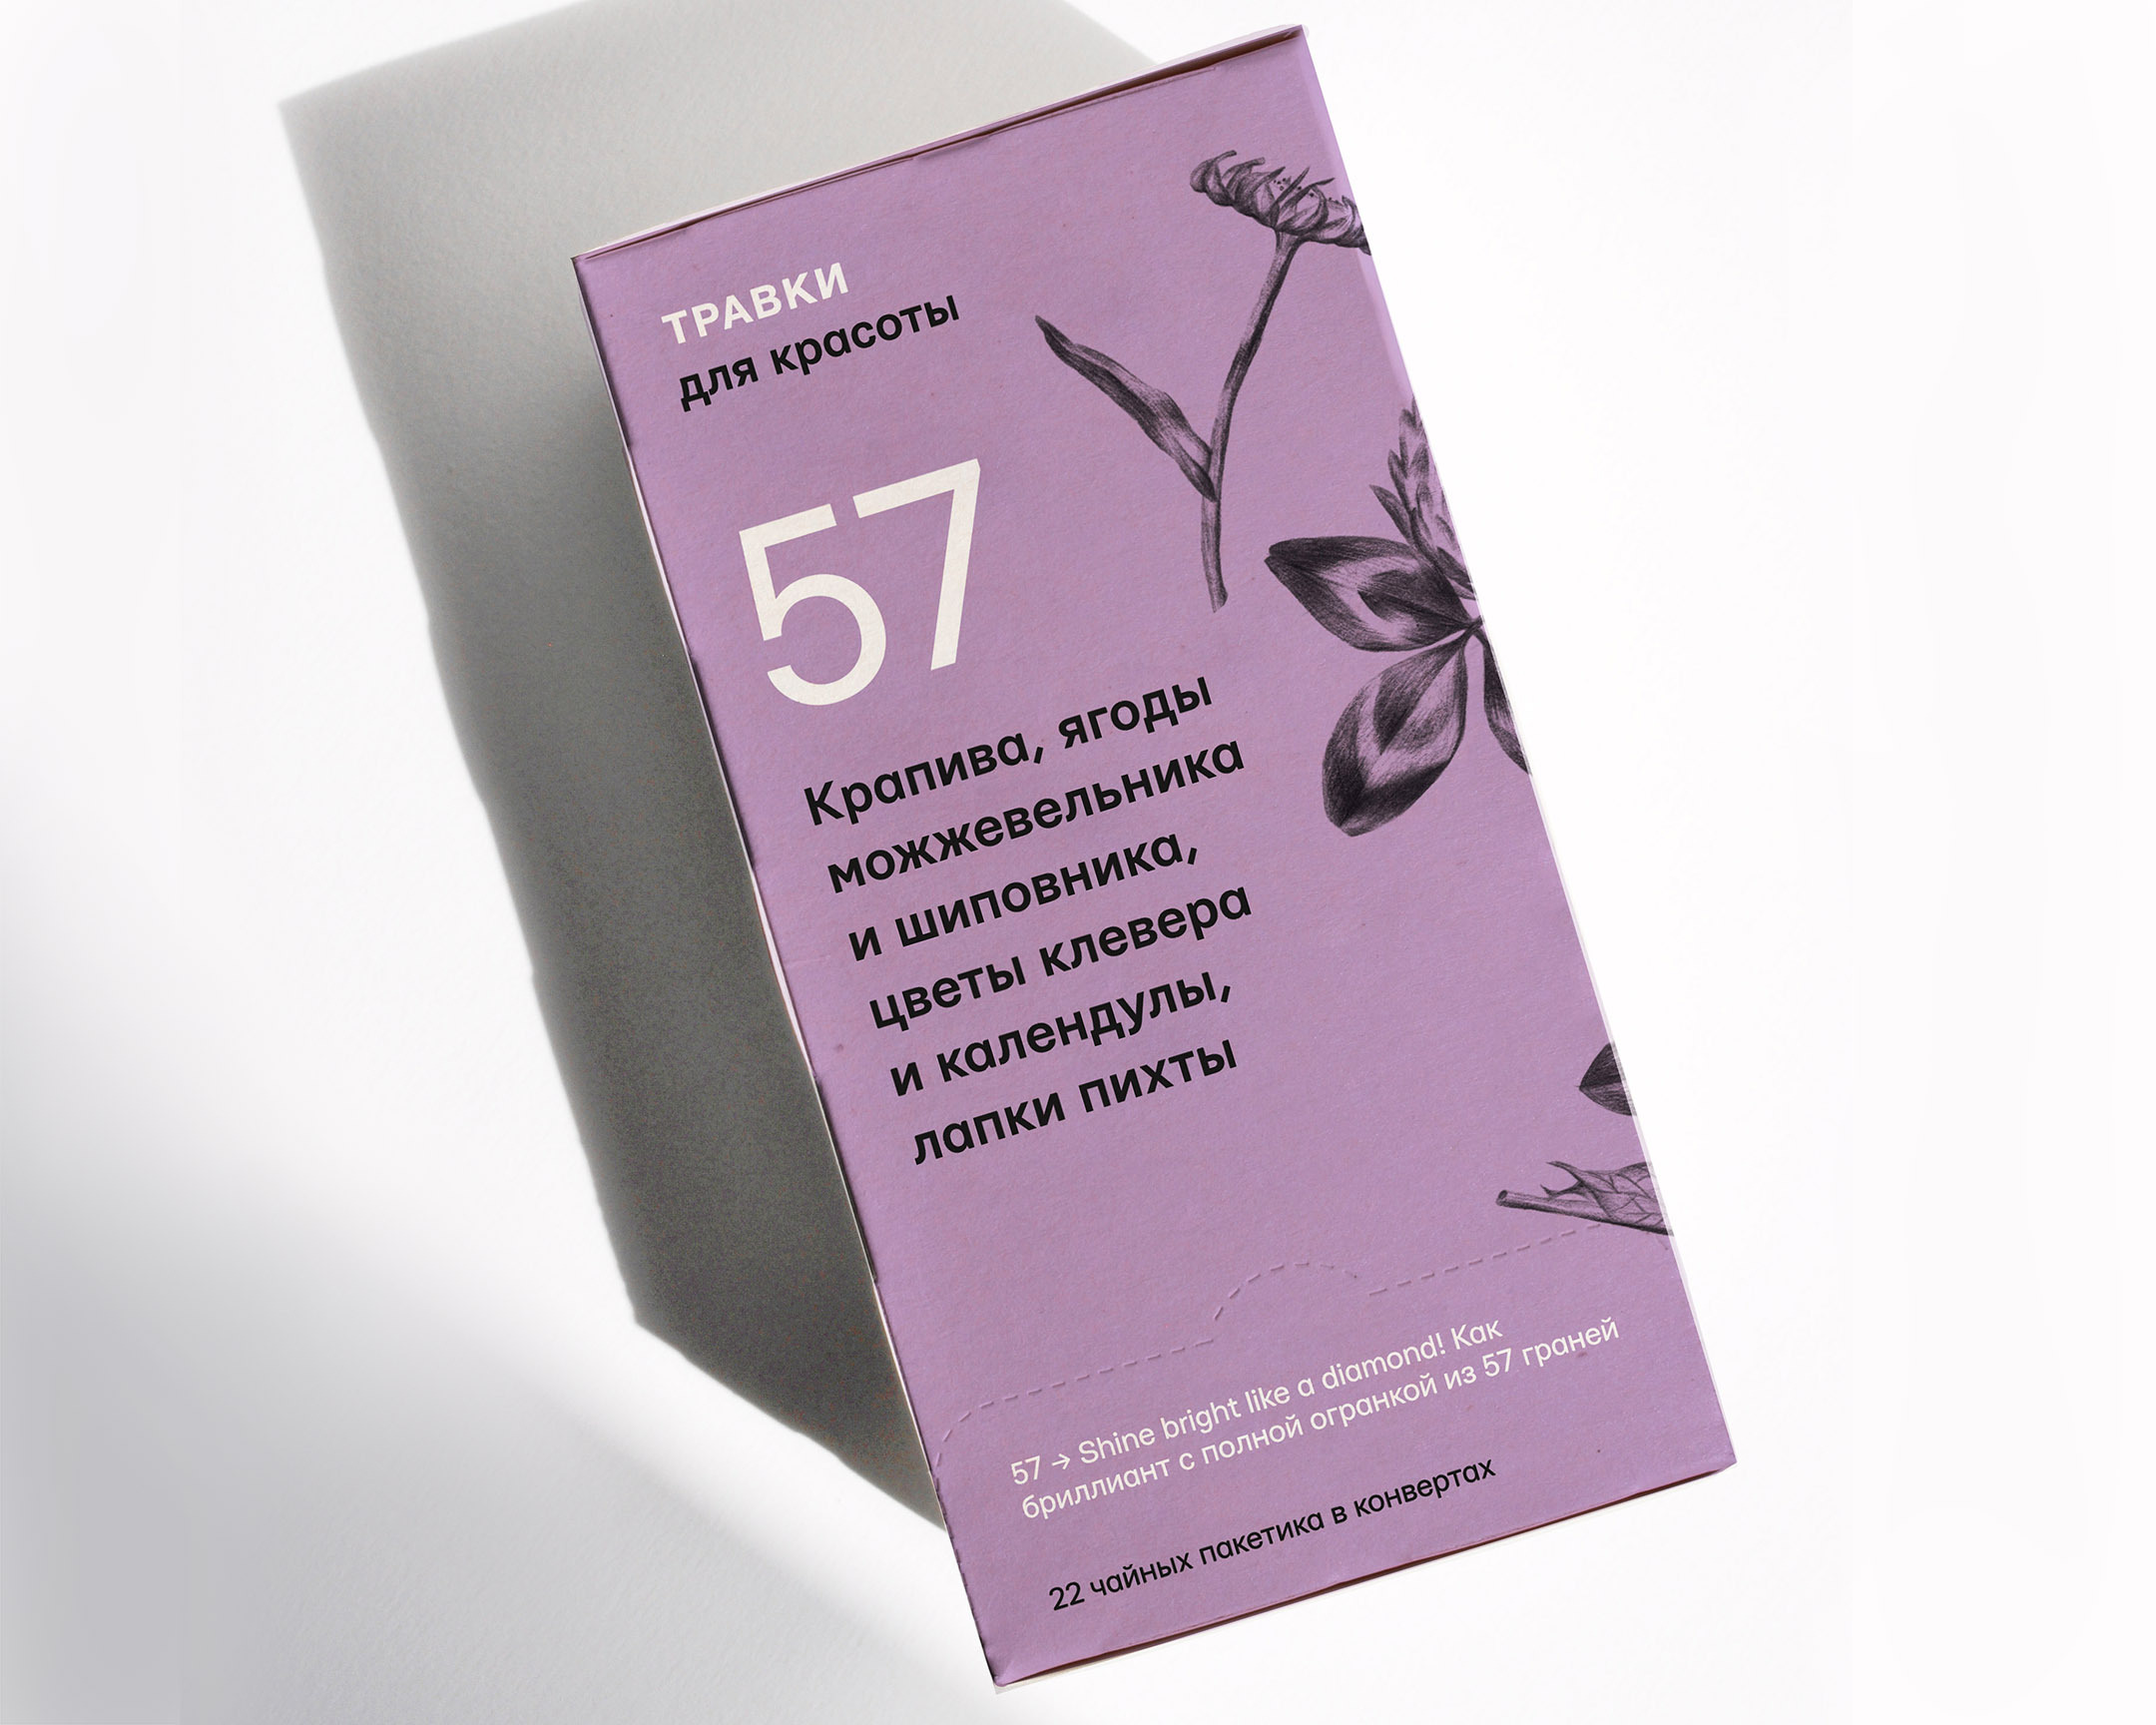 ТРАВКИ
для красоты
57
Крапива, ягоды
можжевельника
и шиповника,
цветы клевера
и календулы,
лапки пихты
57 → Shine bright like a diamond! Как
бриллиант с полной огранкой из 57 граней
22 чайных пакетика в конвертах